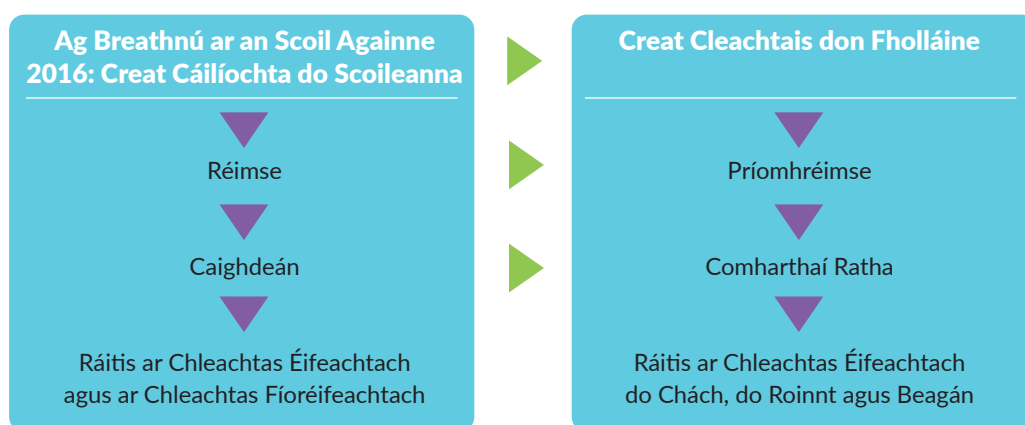 Ag Breathnú ar an Scoil Againne
2016: Creat Cáilíochta do Scoileanna
Réimse
Caighdeán
Ráitis ar Chleachtas Éifeachtach
agus ar Chleachtas Fíoréifeachtach
Creat Cleachtais don Fholláine
Príomhréimse
Comharthaí Ratha
Ráitis ar Chleachtas Éifeachtach
do Chách, do Roinnt agus Beagán